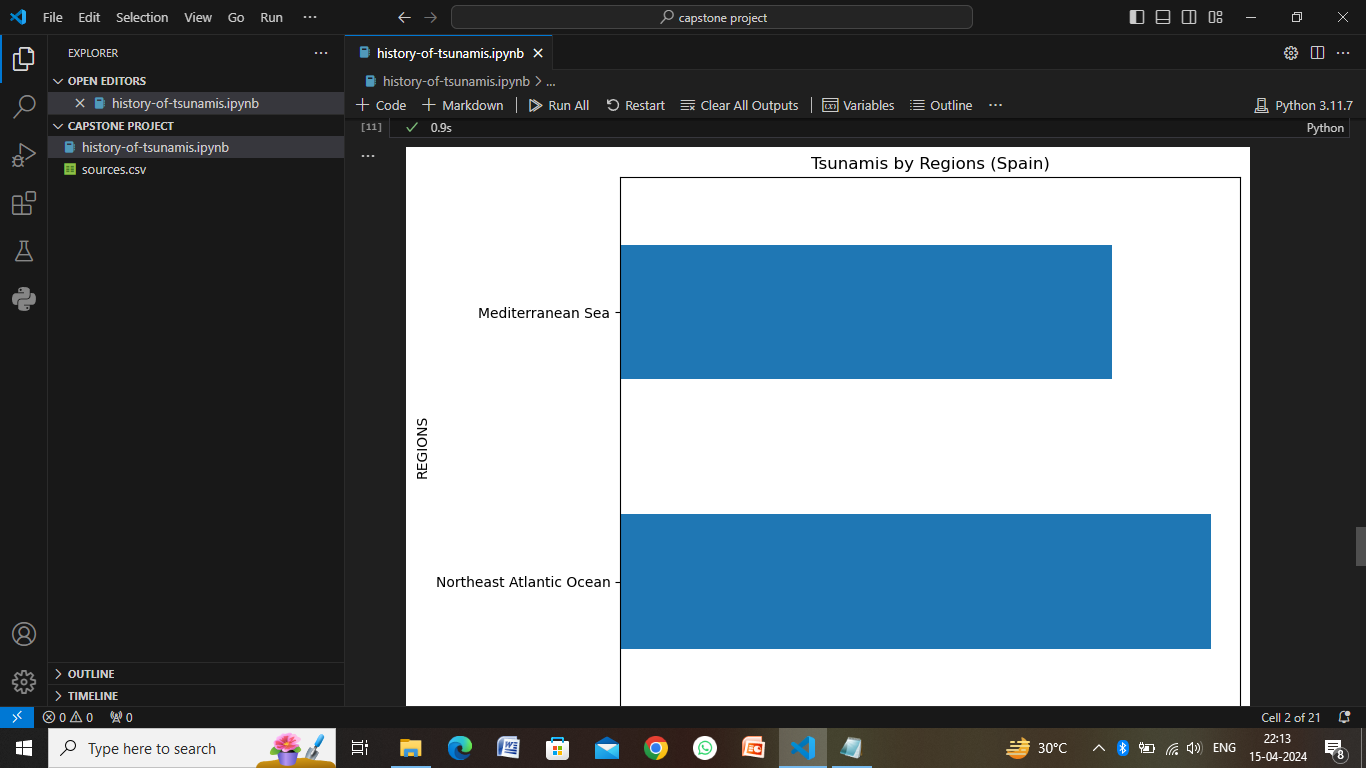 File Edit Selection View Go Run ···
capstone project
EXPLORER ···
OPEN EDITORS
history-of-tsunamis.ipynb
CAPSTONE PROJECT
history-of-tsunamis.ipynb
sources.csv
OUTLINE
TIMELINE
history-of-tsunamis.ipynb
history-of-tsunamis.ipynb > ...
+ Code + Markdown Run All Restart Clear All Outputs Variables Outline ··· Python 3.11.7
[11] 0.9s Python
Tsunamis by Regions (Spain)
Mediterranean Sea
REGIONS
Northeast Atlantic Ocean
0 0 0 Cell 2 of 21
Type here to search 30°C ENG 22:13
15-04-2024 8